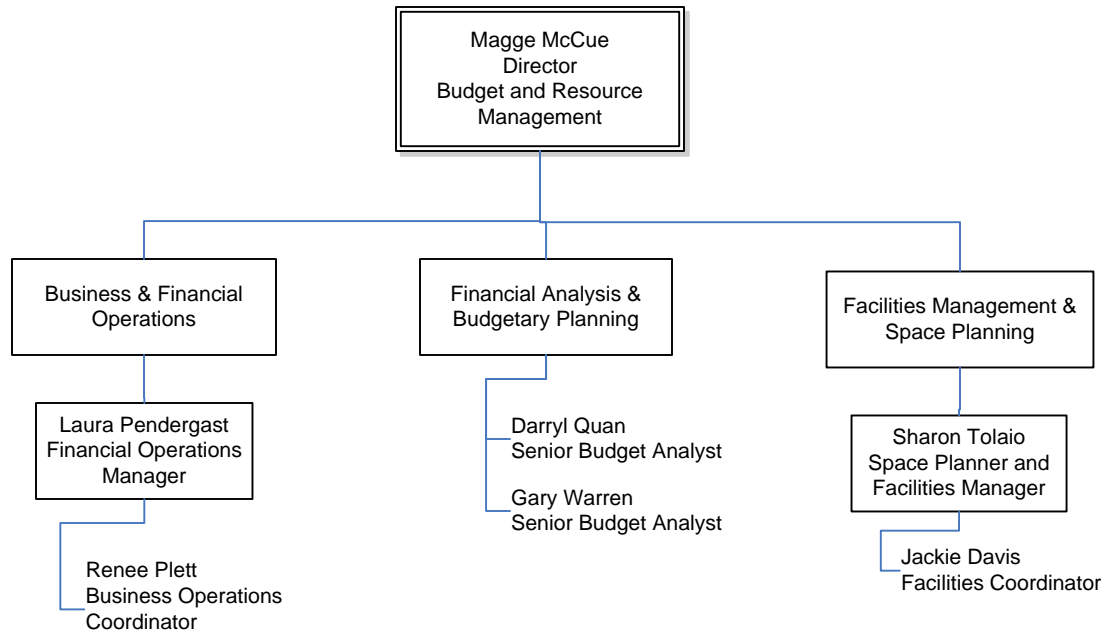 Magge McCue
Director
Budget and Resource
Management
Business & Financial
Operations
Financial Analysis &
Budgetary Planning
Facilities Management &
Space Planning
Laura Pendergast
Financial Operations
Manager
Darryl Quan
Senior Budget Analyst
Gary Warren
Senior Budget Analyst
Sharon Tolaio
Space Planner and
Facilities Manager
Renee Plett
Business Operations
Coordinator
Jackie Davis
Facilities Coordinator